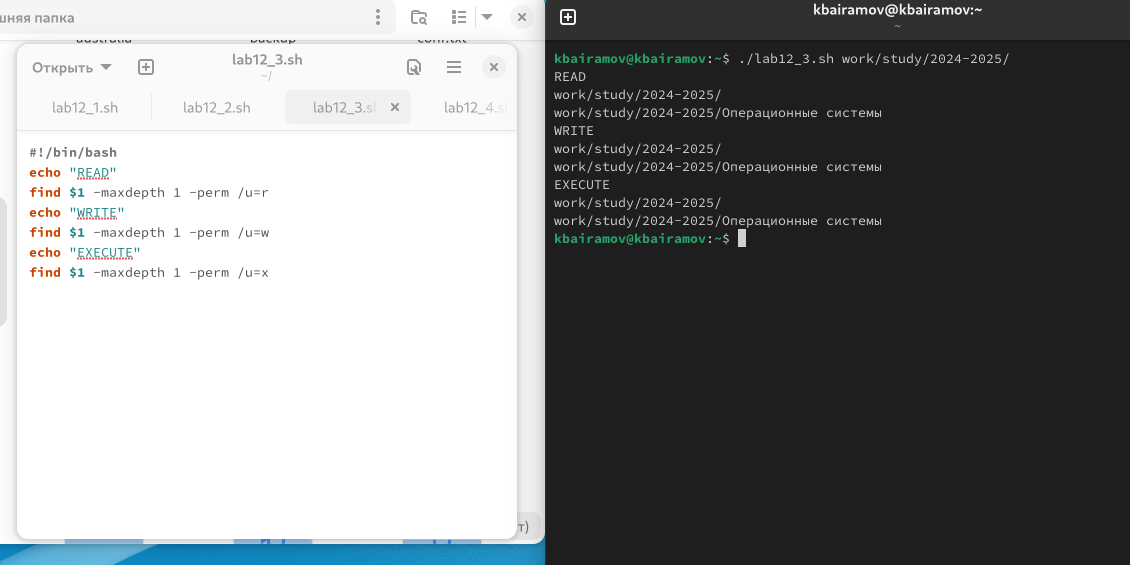 шняя папка
Открыть
lab12_3.sh
~/
lab12_1.sh
lab12_2.sh
lab12_3.sh
lab12_4.sh
#!/bin/bash
echo "READ"
find $1 -maxdepth 1 -perm /u=r
echo "WRITE"
find $1 -maxdepth 1 -perm /u=w
echo "EXECUTE"
find $1 -maxdepth 1 -perm /u=x
т)
kbairamov@kbairamov:~
~
kbairamov@kbairamov:~$ ./lab12_3.sh work/study/2024-2025/
READ
work/study/2024-2025/
work/study/2024-2025/Операционные системы
WRITE
work/study/2024-2025/
work/study/2024-2025/Операционные системы
EXECUTE
work/study/2024-2025/
work/study/2024-2025/Операционные системы
kbairamov@kbairamov:~$